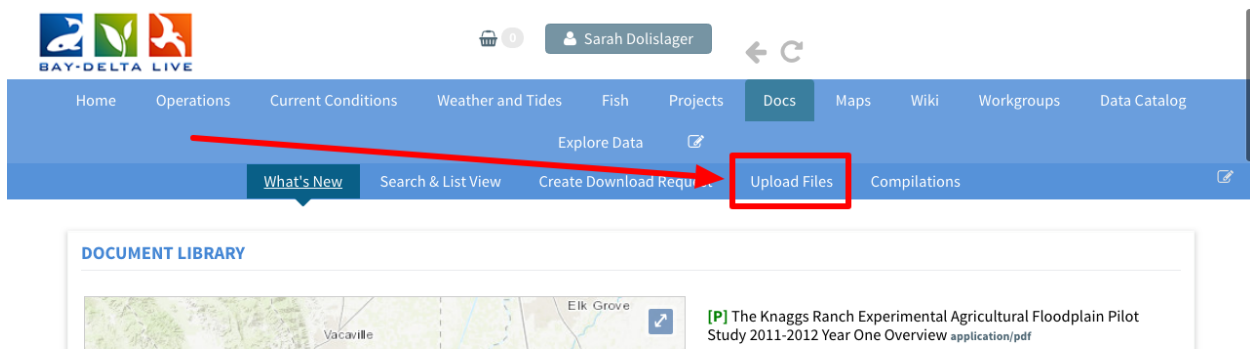 BAY-DELTA LIVE
0
Sarah Dolislager
Home Operations Current Conditions Weather and Tides Fish Projects Docs Maps Wiki Workgroups Data Catalog
Explore Data
What's New Search & List View Create Download Request Upload Files Compilations
DOCUMENT LIBRARY
Elk Grove
Vacaville
[P] The Knaggs Ranch Experimental Agricultural Floodplain Pilot
Study 2011-2012 Year One Overview application/pdf